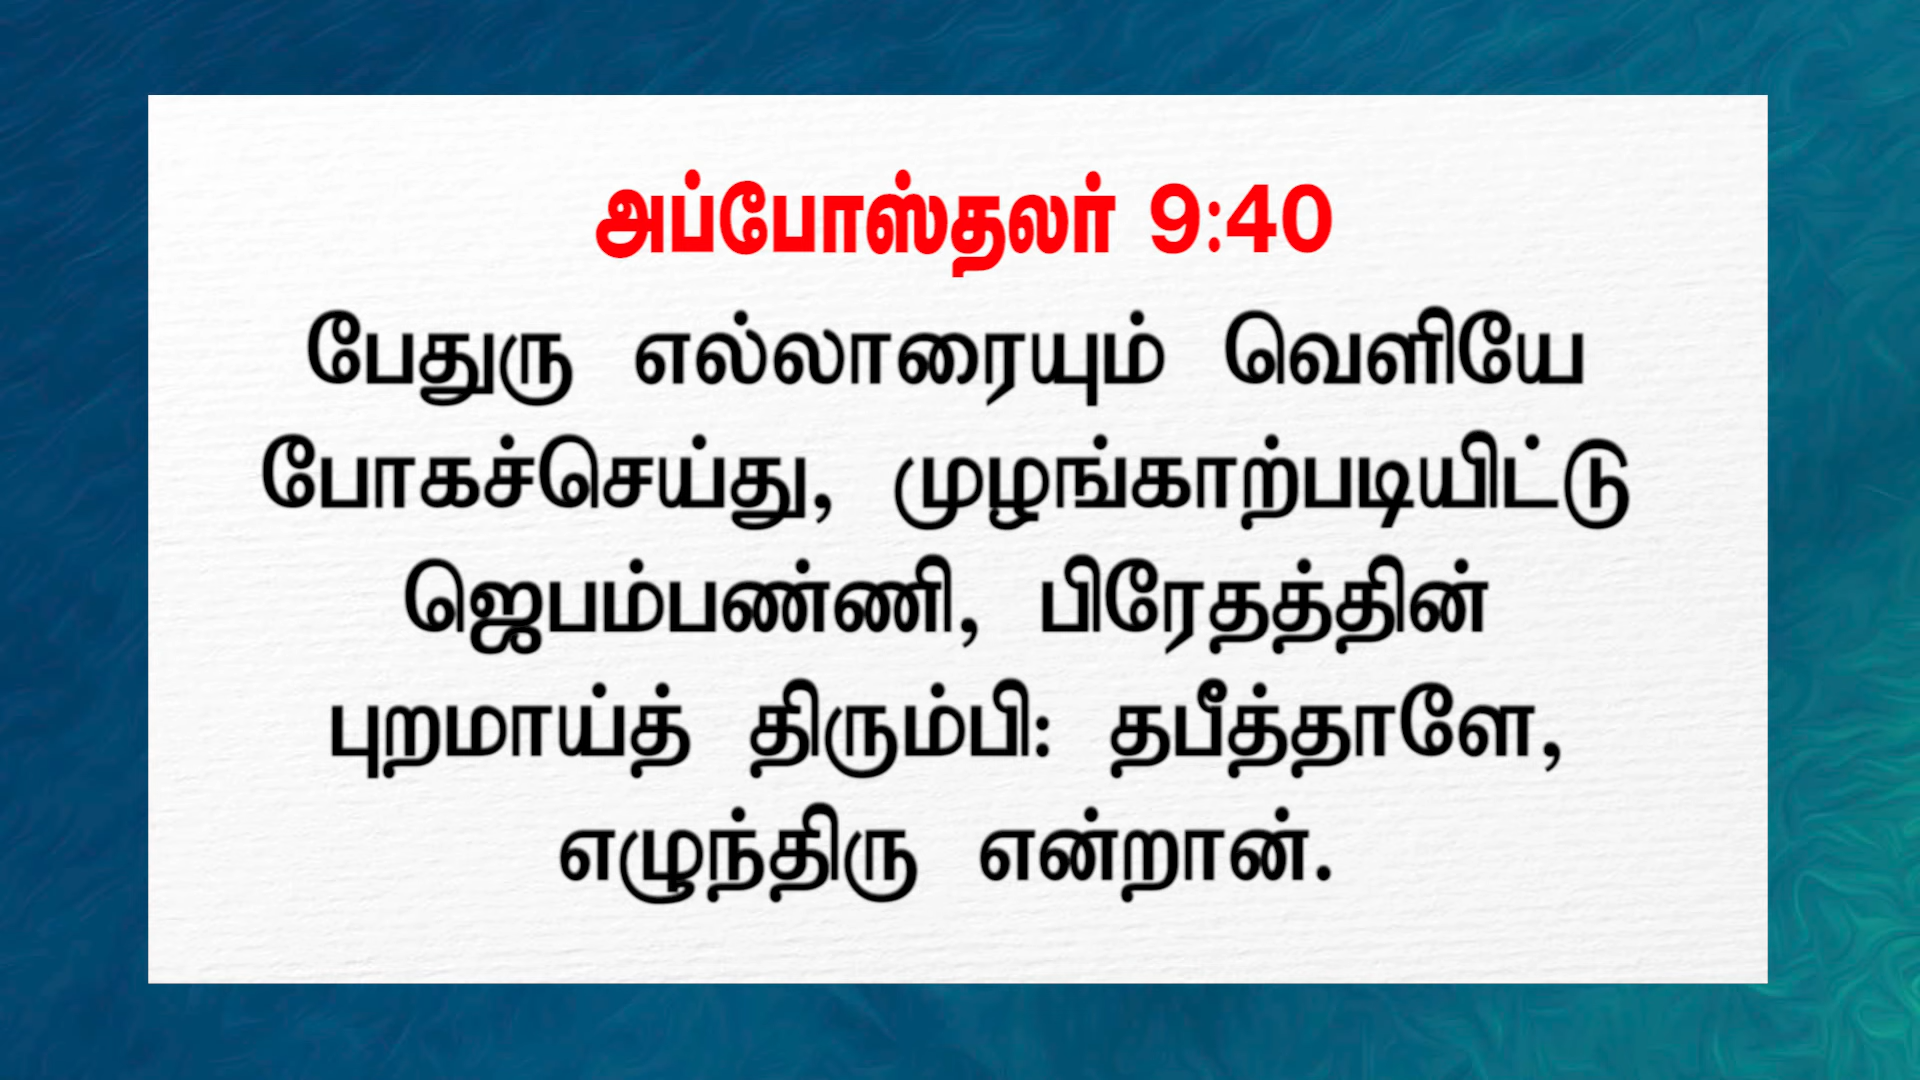 அப்போஸ்தலர் 9:40
பேதுரு எல்லாரையும் வெளியே
போகச்செய்து, முழங்காற்படியிட்டு
ஜெபம்பண்ணி, பிரேதத்தின்
புறமாய்த் திரும்பி: தபீத்தாளே,
எழுந்திரு என்றான்.